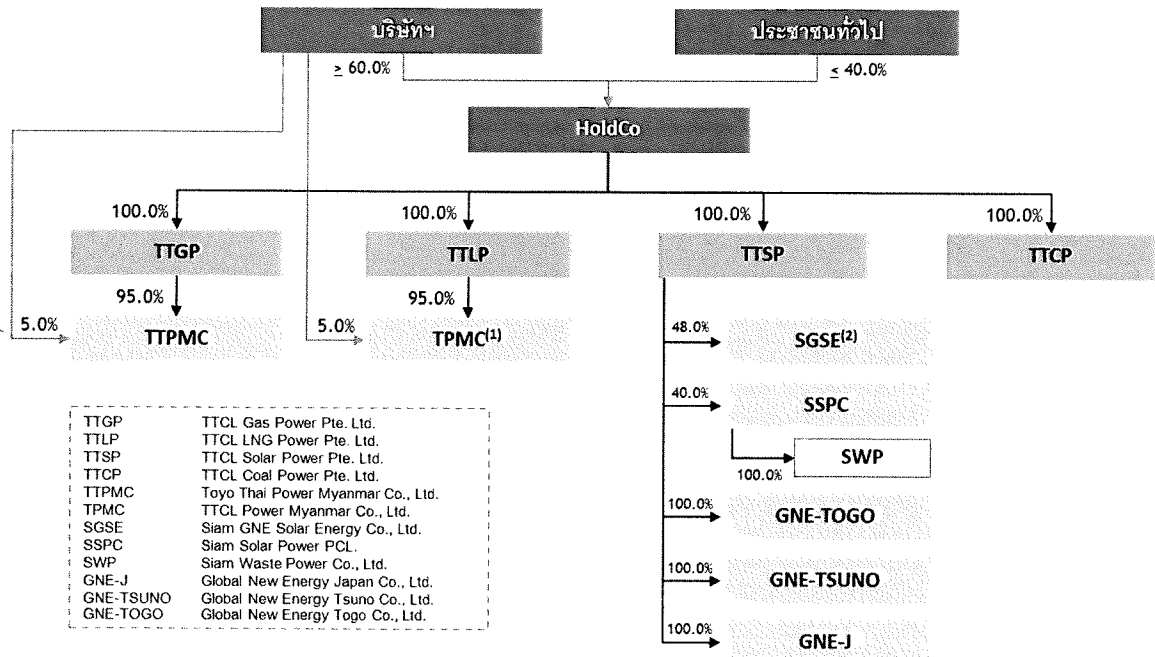 บริษัทฯ
ประชาชนทั่วไป
≥ 60.0%
≤ 40.0%
HoldCo
100.0%
100.0%
100.0%
100.0%
TTGP
TTLP
TTSP
TTCP
95.0%
95.0%
5.0%
TTPMC
5.0%
TPMC(1)
48.0%
SGSE(2)
40.0%
SSPC
100.0%
SWP
100.0%
GNE-TOGO
100.0%
GNE-TSUNO
100.0%
GNE-J
TTGP TTCL Gas Power Pte. Ltd.
TTLP TTCL LNG Power Pte. Ltd.
TTSP TTCL Solar Power Pte. Ltd.
TTCP TTCL Coal Power Pte. Ltd.
TTPMC Toyo Thai Power Myanmar Co., Ltd.
TPMC TTCL Power Myanmar Co., Ltd.
SGSE Siam GNE Solar Energy Co., Ltd.
SSPC Siam Solar Power PCL.
SWP Siam Waste Power Co., Ltd.
GNE-J Global New Energy Japan Co., Ltd.
GNE-TSUNO Global New Energy Tsuno Co., Ltd.
GNE-TOGO Global New Energy Togo Co., Ltd.